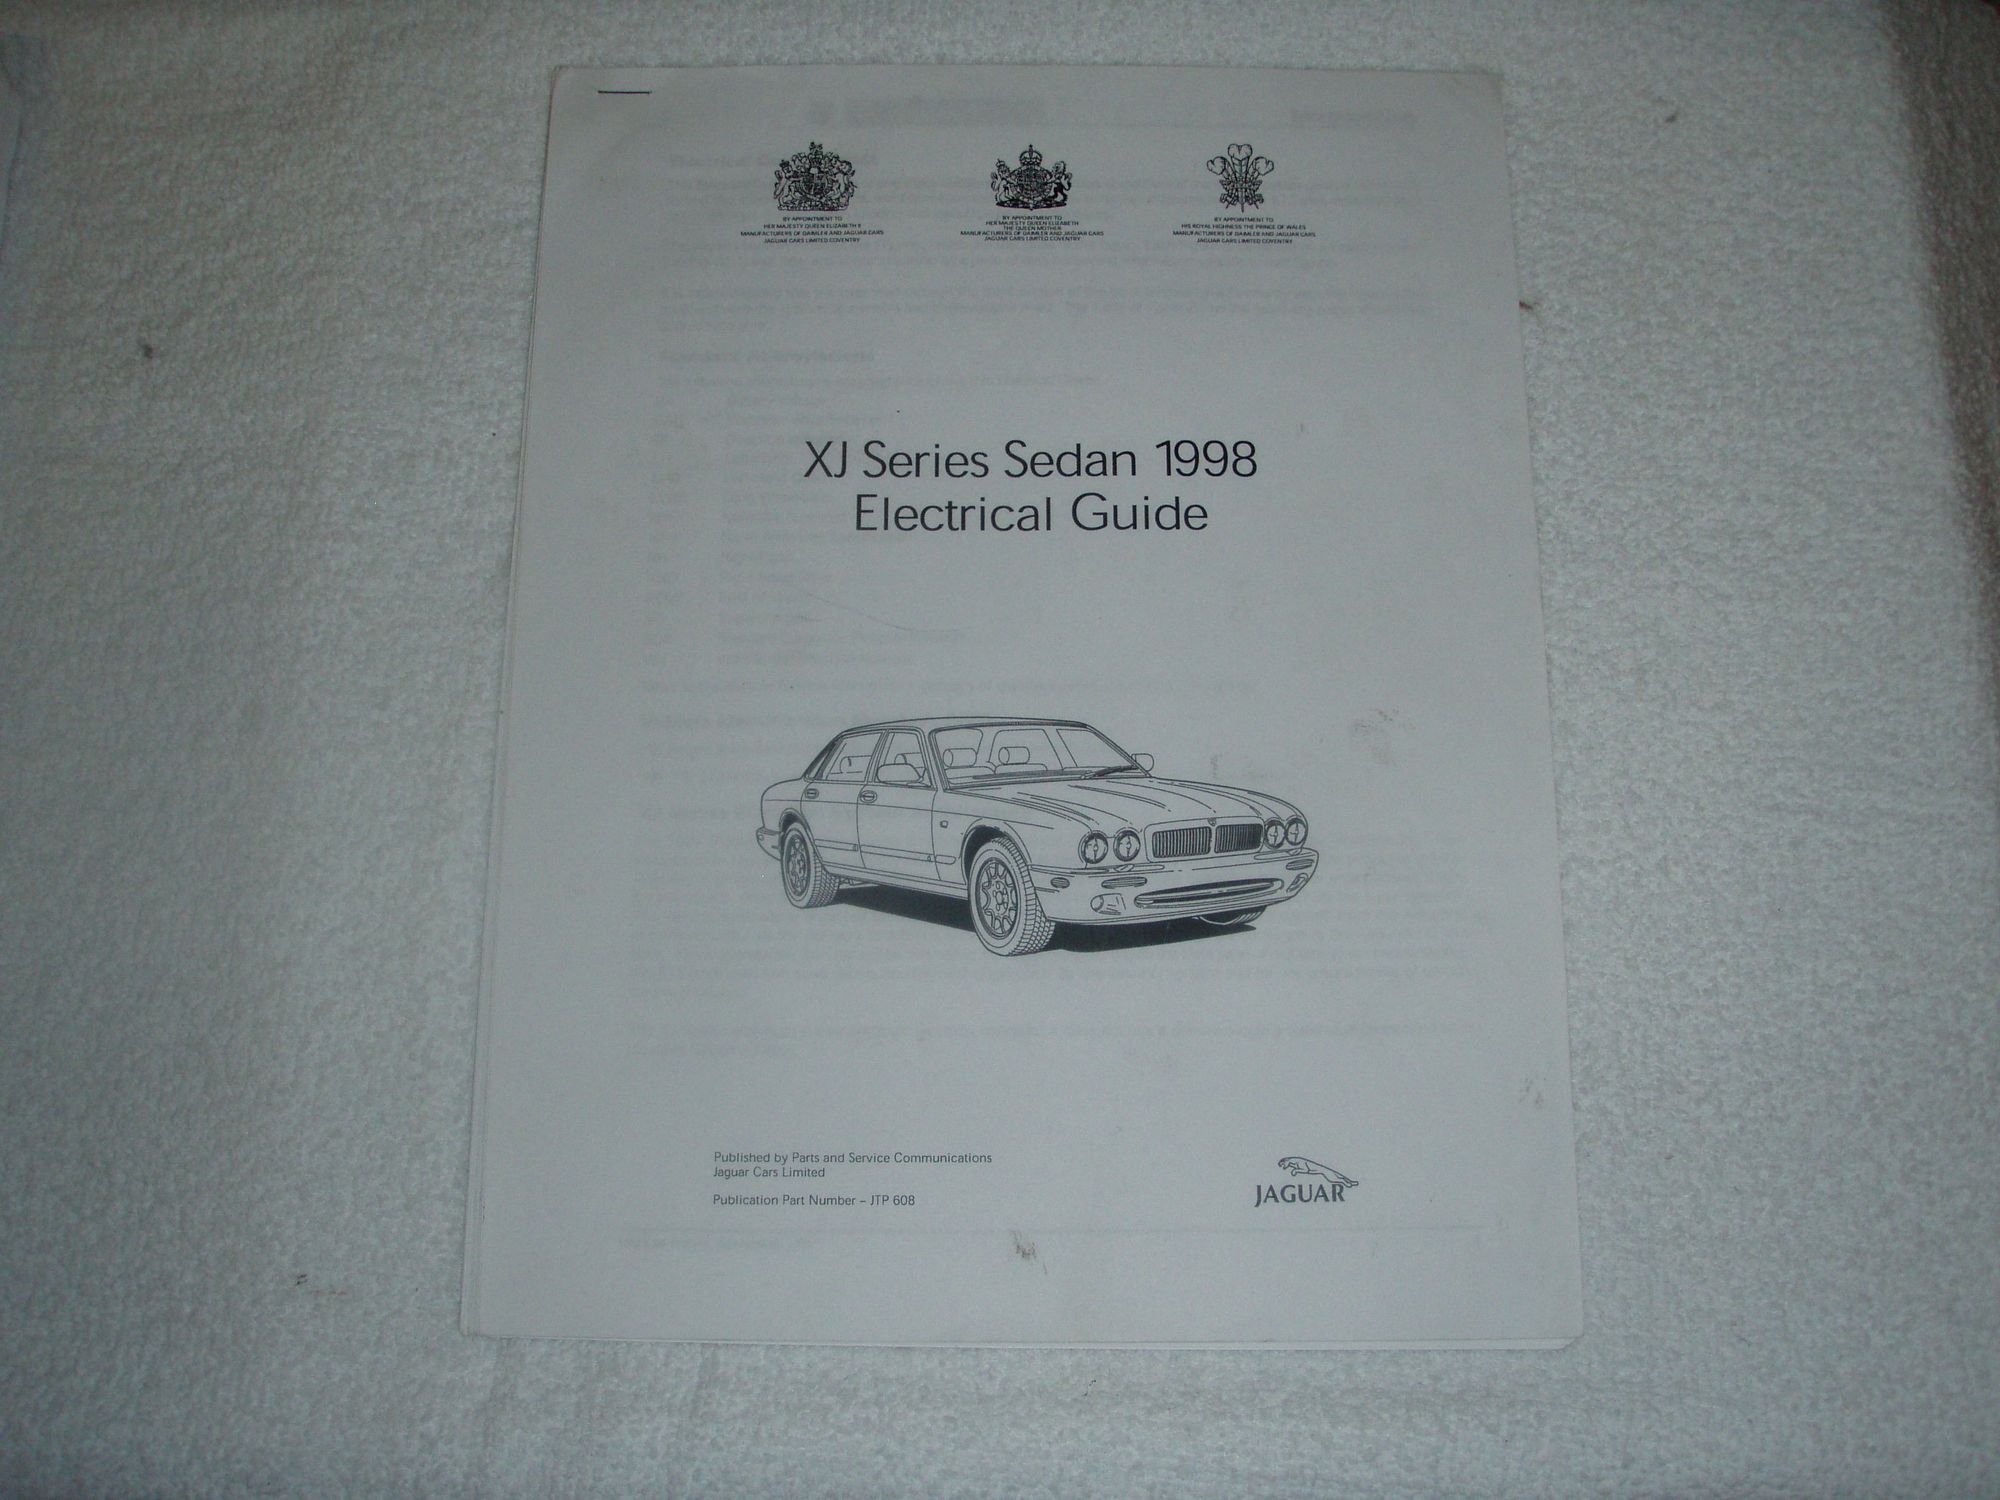 BY APPOINTMENT TO
HER MAJESTY QUEEN ELIZABETH II
MANUFACTURERS OF DAIMLER AND JAGUAR CARS
JAGUAR CARS LIMITED COVENTRY
BY APPOINTMENT TO
HER MAJESTY QUEEN ELIZABETH
THE QUEEN MOTHER
MANUFACTURERS OF DAIMLER AND JAGUAR CARS
JAGUAR CARS LIMITED COVENTRY
BY APPOINTMENT TO
HIS ROYAL HIGHNESS THE PRINCE OF WALES
MANUFACTURERS OF DAIMLER AND JAGUAR CARS
JAGUAR CARS LIMITED COVENTRY
XJ Series Sedan 1998
Electrical Guide
Published by Parts and Service Communications
Jaguar Cars Limited
Publication Part Number – JTP 608
JAGUAR